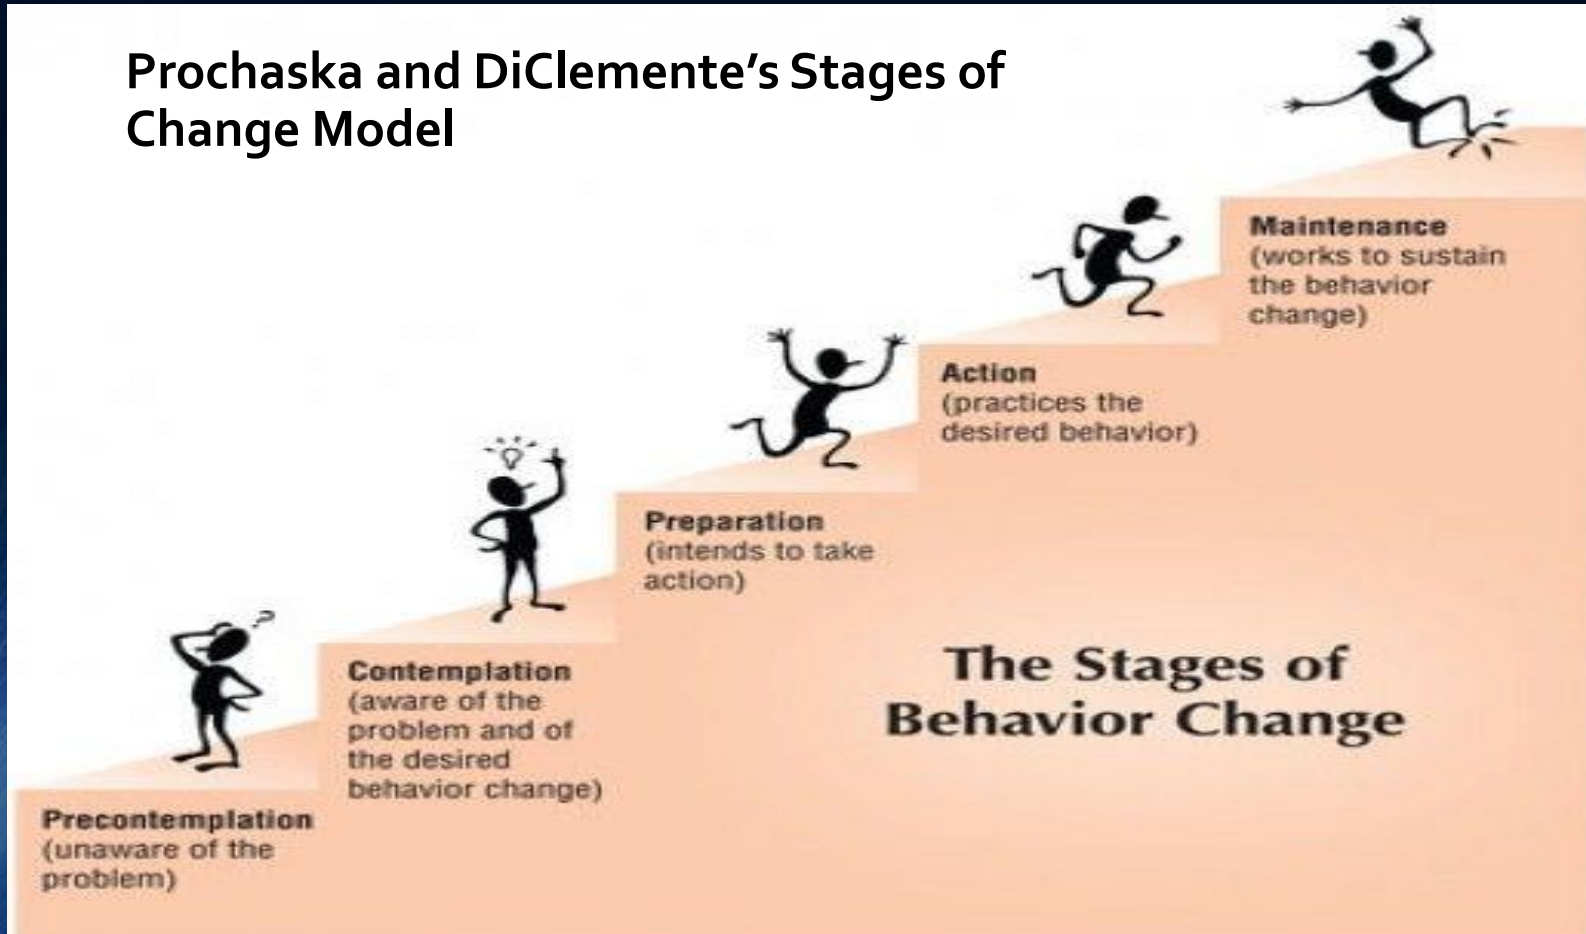 Prochaska and DiClemente’s Stages of
Change Model
Maintenance
(works to sustain
the behavior
change)
Action
(practices the
desired behavior)
Preparation
(intends to take
action)
Contemplation
(aware of the
problem and of
the desired
behavior change)
Precontemplation
(unaware of the
problem)
The Stages of
Behavior Change
?